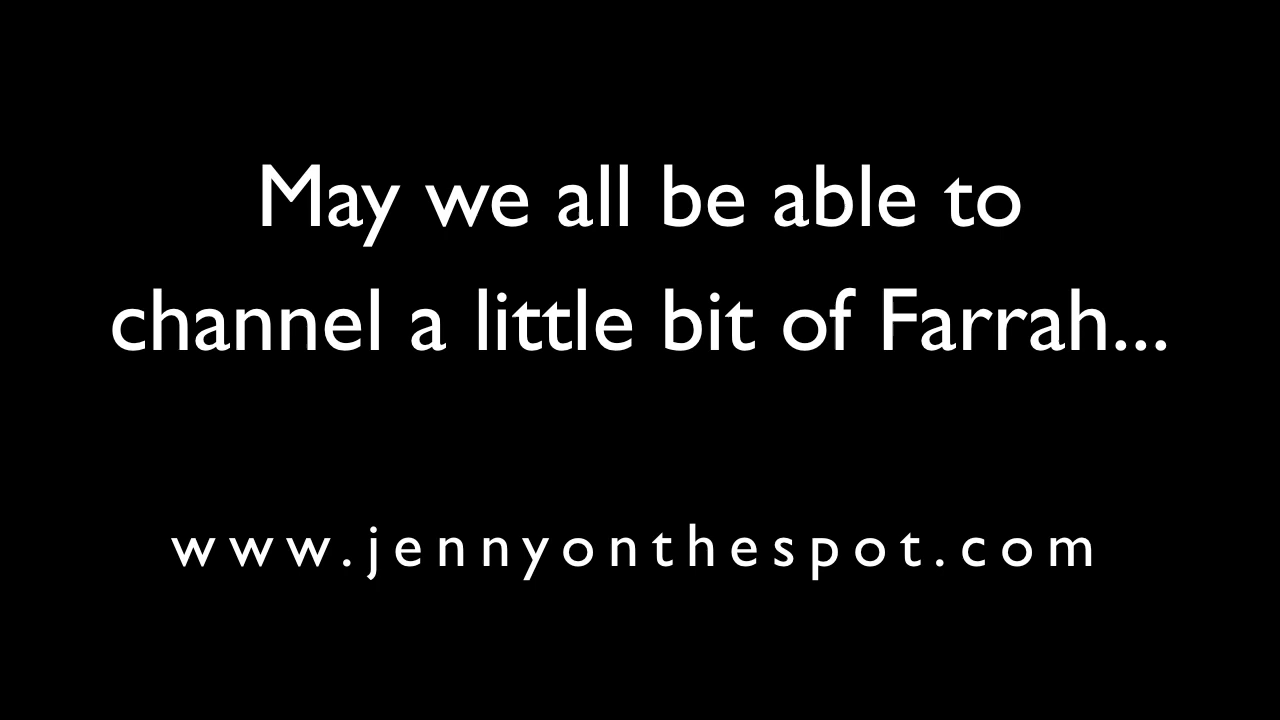 May we all be able to
channel a little bit of Farrah...
www.jennyonthespot.com